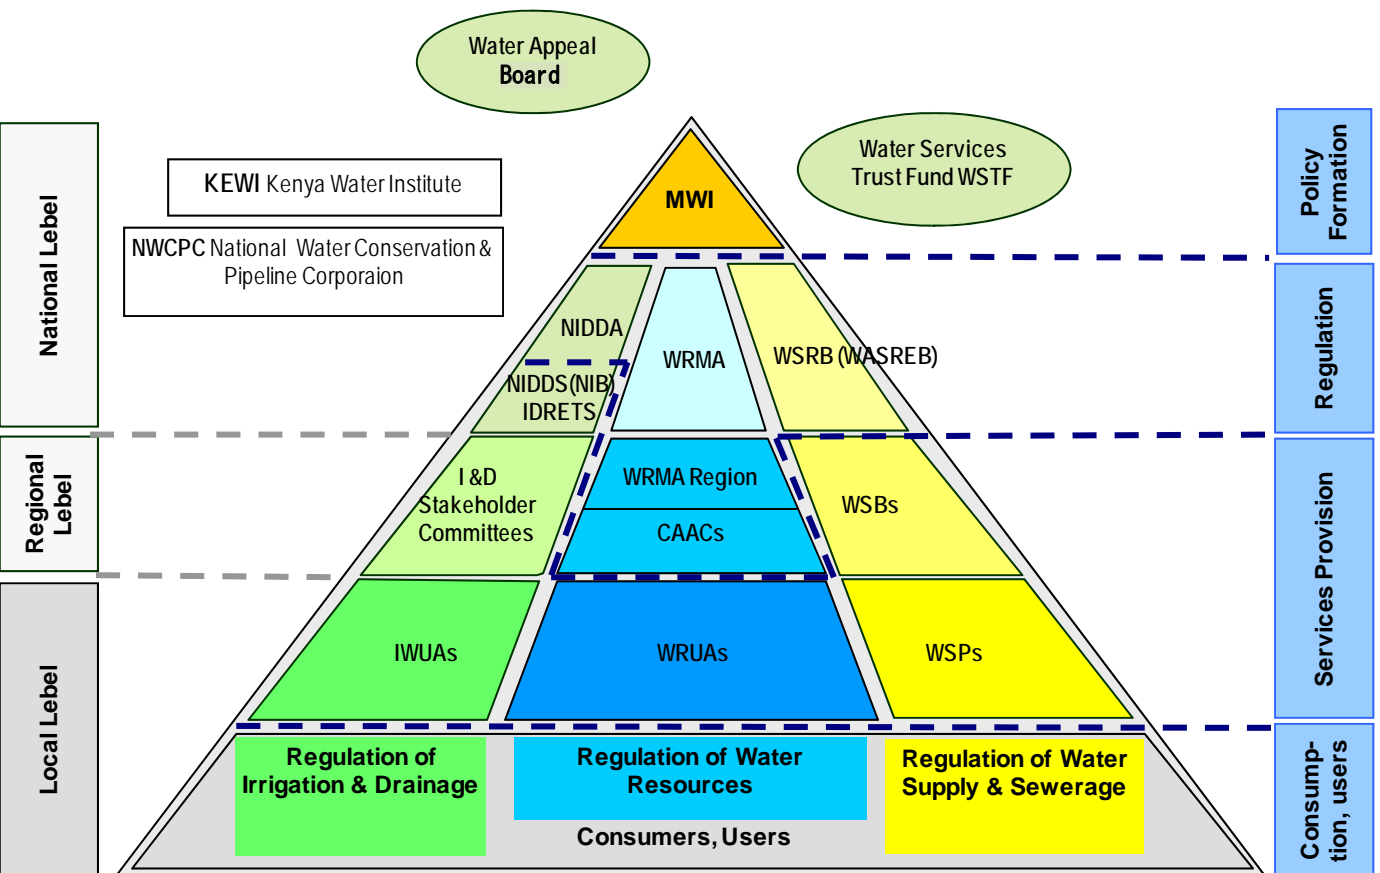 Water Appeal
Board
Water Services
Trust Fund WSTF
KEWI Kenya Water Institute
NWCPC National Water Conservation &
Pipeline Corporaion
National Lebel
Regional
Lebel
Local Lebel
MWI
NIDDA
NIDDS(NIB)
IDRETS
WRMA
WSRB (WASREB)
I &D
Stakeholder
Committees
WRMA Region
CAACs
WSBs
IWUAs
WRUAs
WSPs
Regulation of
Irrigation & Drainage
Regulation of Water
Resources
Regulation of Water
Supply & Sewerage
Consumers, Users
Policy
Formation
Regulation
Services Provision
Consump-
tion, users